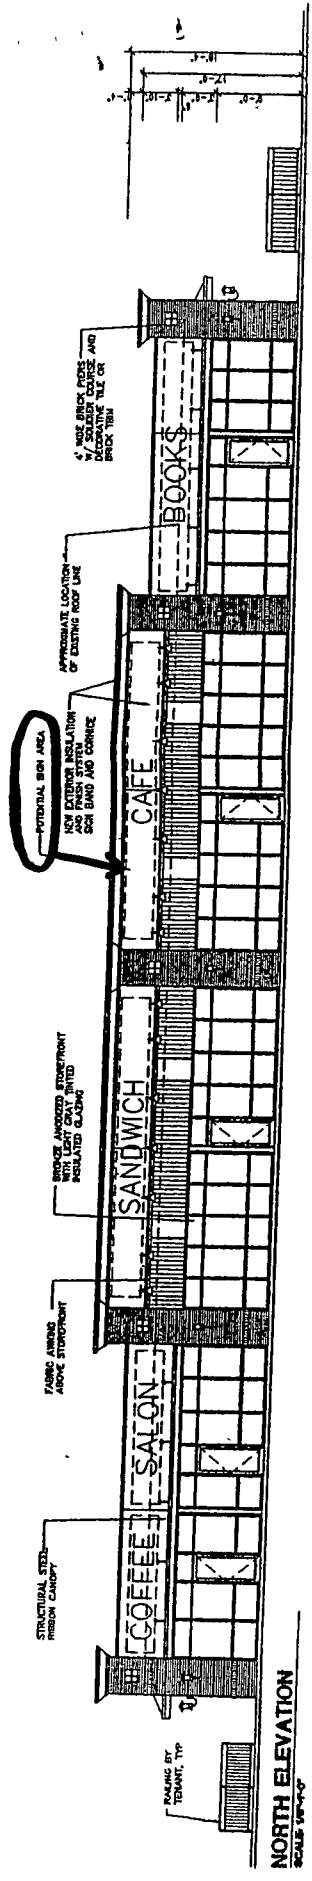 STRUCTURAL STEEL
RIBBON CANOPY
FABRIC AWNING
ABOVE STOREFRONT
BRONZE ANODIZED STOREFRONT
WITH LIGHT GRAY TINTED
INSULATED GLAZING
POTENTIAL SIGN AREA
NEW EXTERIOR INSULATION
AND FINISH SYSTEM
SIGN BAND AND CORNICE
APPROXIMATE LOCATION
OF EXISTING ROOF LINE
4' WIDE BRICK PIERS
W/ SOLDIER COURSE AND
DECORATIVE TILE OR
BRICK TRIM
RAILING BY
TENANT, TYP
COFFEE
SALON
SANDWICH
CAFE
BOOKS
17'-0"
NORTH ELEVATION